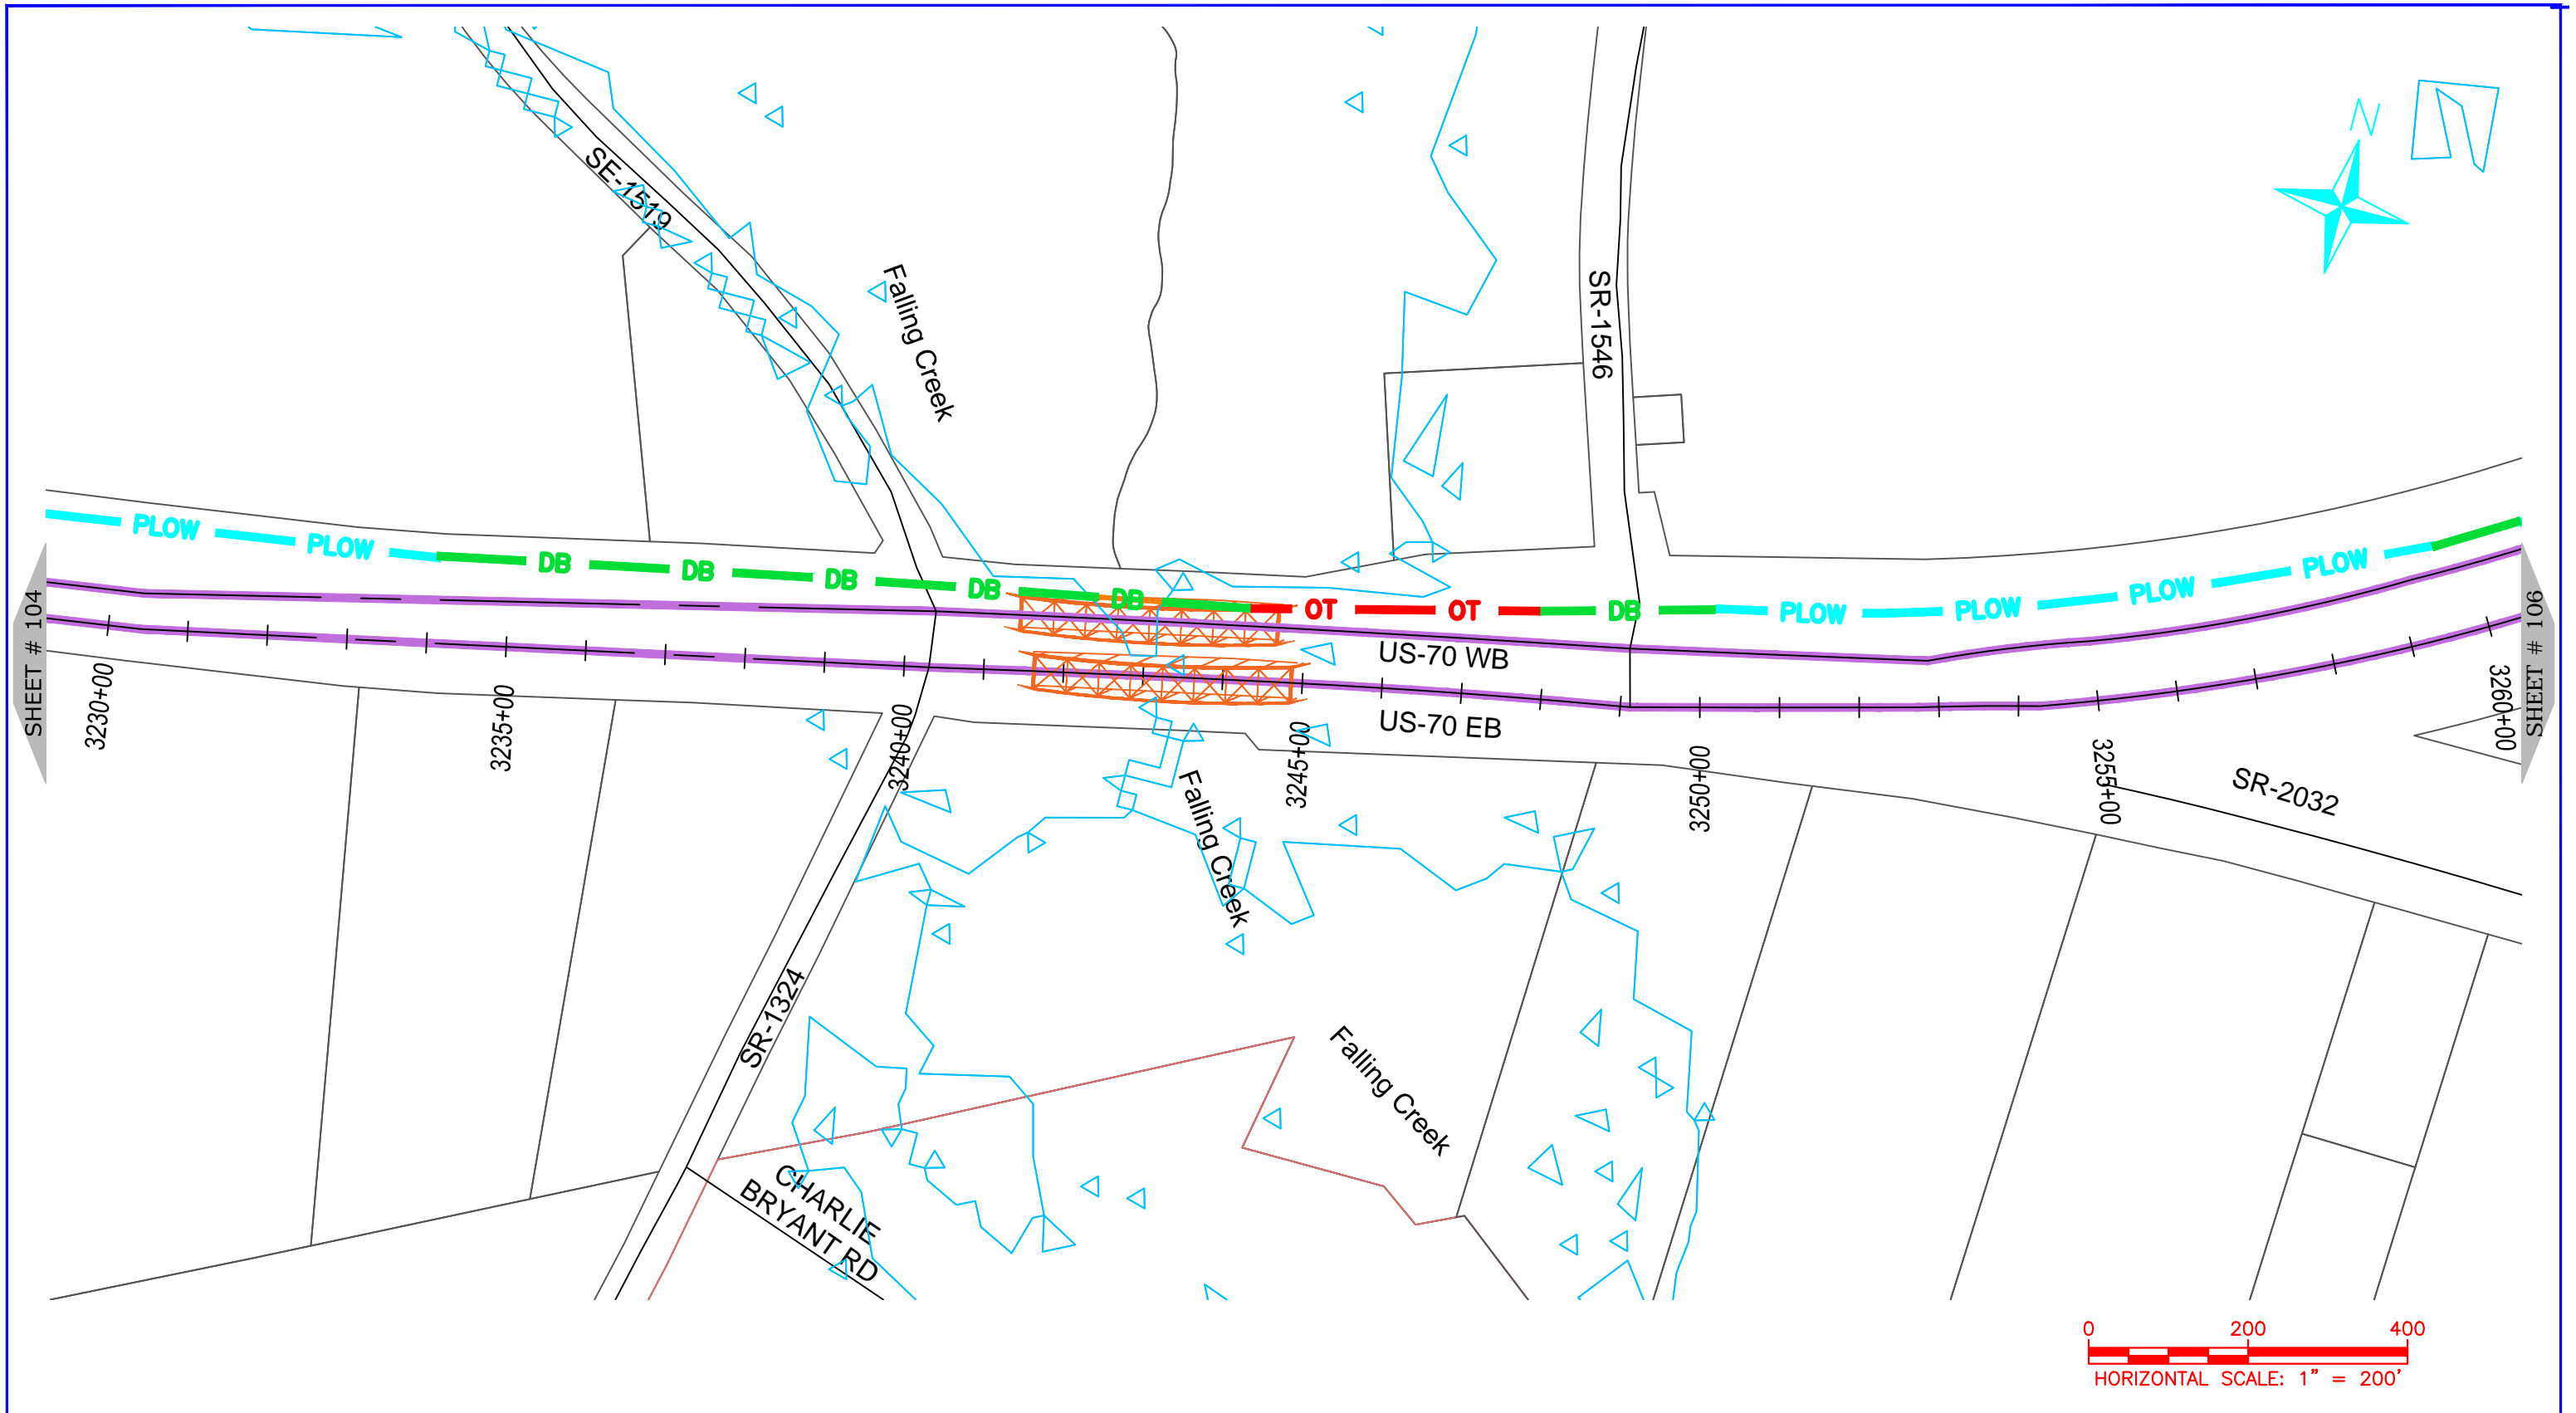 N
SE-1519
Falling Creek
SR-1546
PLOW
PLOW
DB
DB
DB
DB
DB
OT
OT
DB
PLOW
PLOW
PLOW
PLOW
SHEET # 104
SHEET # 106
US-70 WB
US-70 EB
3230+00
3235+00
3240+00
3245+00
3250+00
3255+00
3260+00
SR-2032
Falling Creek
SR-1324
Falling Creek
CHARLIE
BRYANT RD
0 200 400
HORIZONTAL SCALE: 1" = 200'